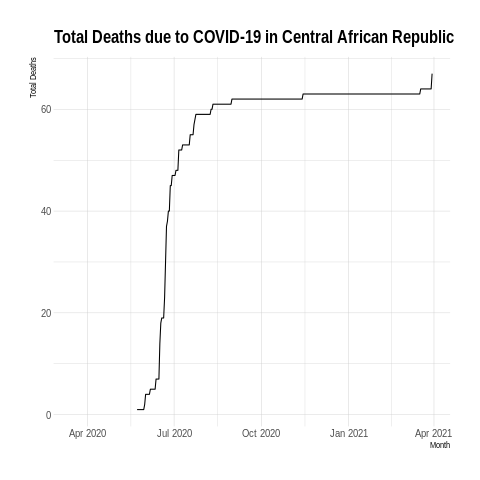 Total Deaths due to COVID-19 in Central African Republic
Total Deaths
60
40
20
0
Apr 2020 Jul 2020 Oct 2020 Jan 2021 Apr 2021
Month